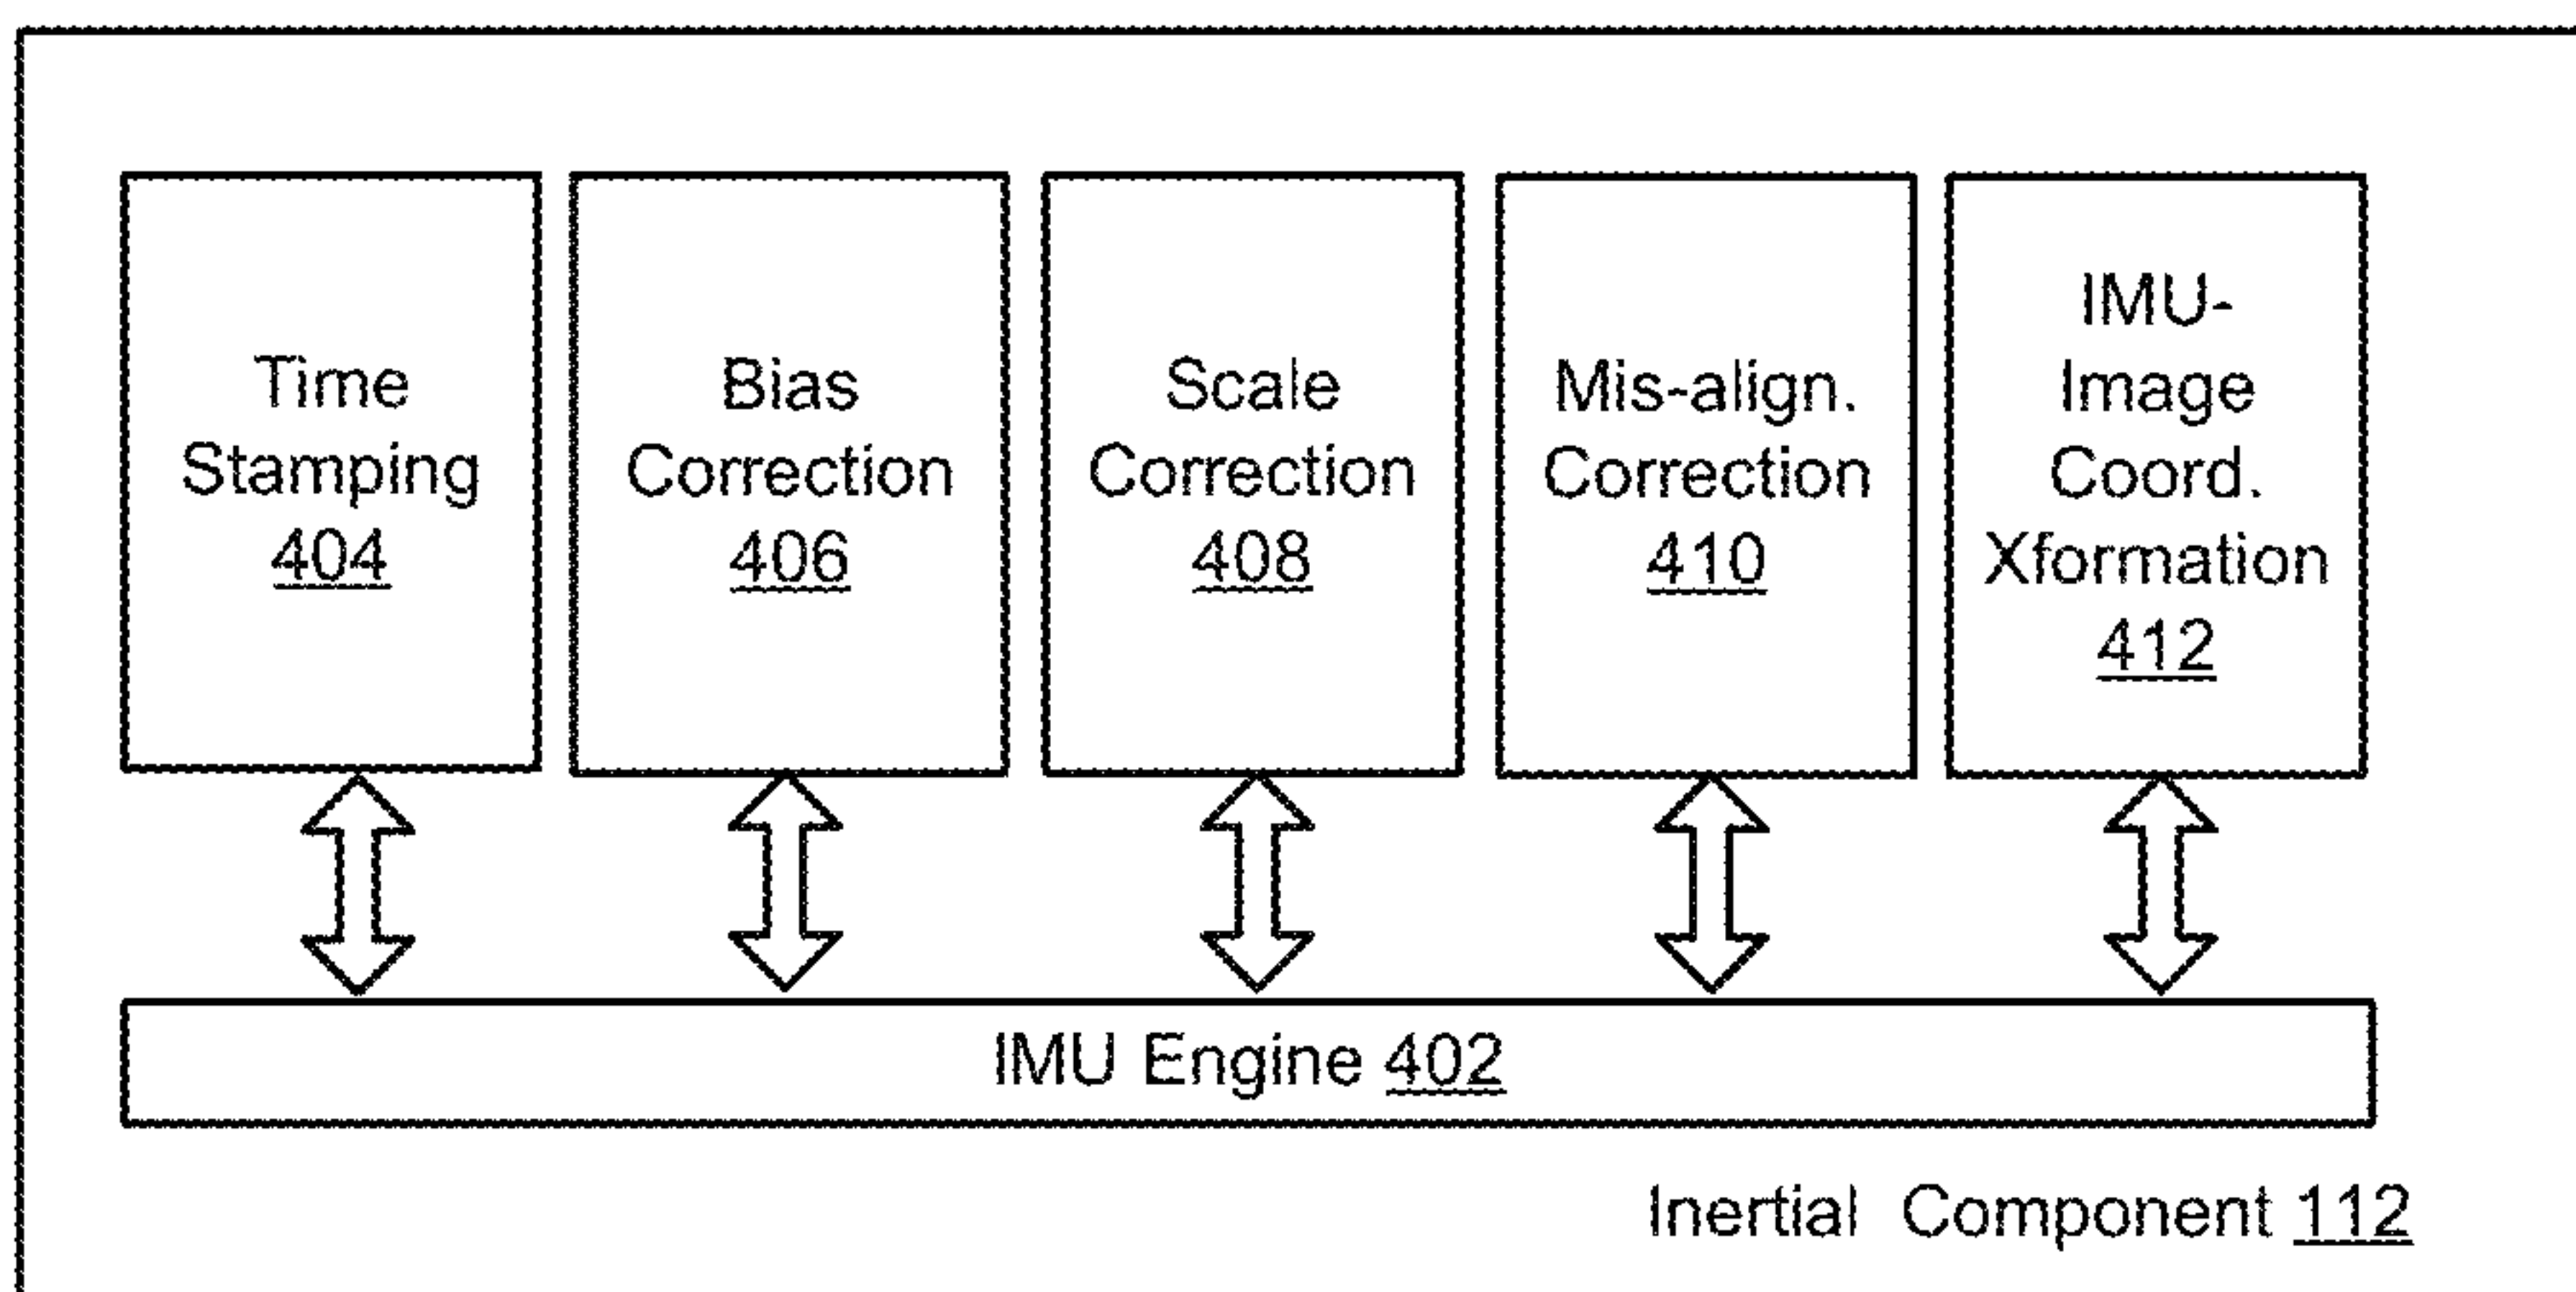 Time
Stamping
404
Bias
Correction
406
Scale
Correction
408
Mis-align.
Correction
410
IMU-
Image
Coord.
Xformation
412
IMU Engine 402
Inertial Component 112